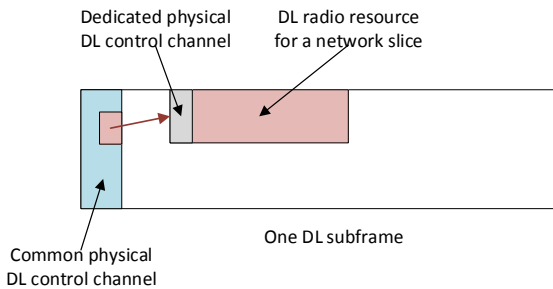 Dedicated physical
DL control channel
DL radio resource
for a network slice
One DL subframe
Common physical
DL control channel